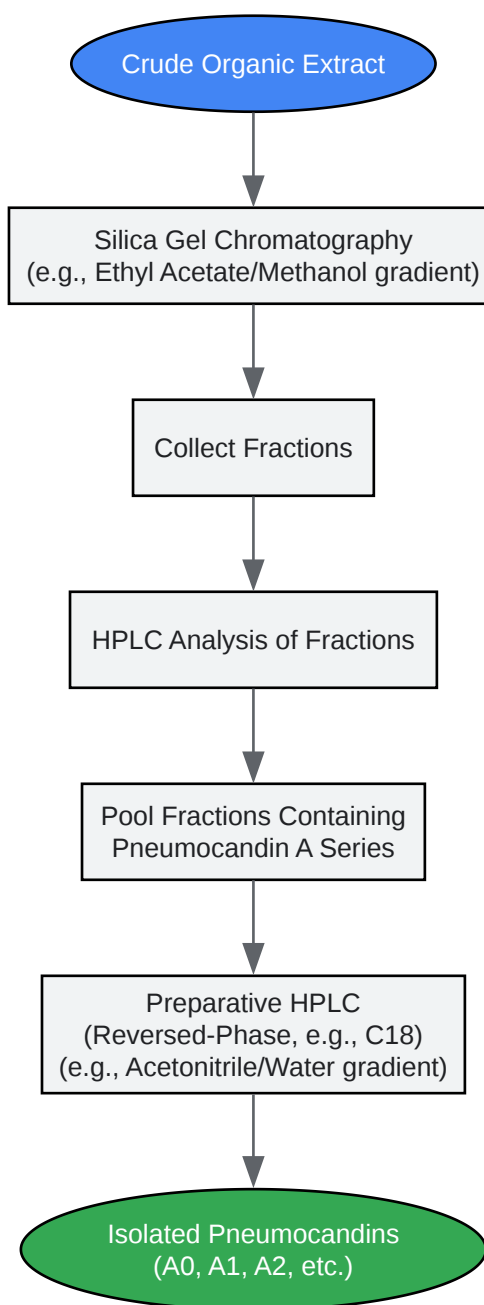 Crude Organic Extract
Silica Gel Chromatography
(e.g., Ethyl Acetate/Methanol gradient)
Collect Fractions
HPLC Analysis of Fractions
Pool Fractions Containing
Pneumocandin A Series
Preparative HPLC
(Reversed-Phase, e.g., C18)
(e.g., Acetonitrile/Water gradient)
Isolated Pneumocandins
(A0, A1, A2, etc.)